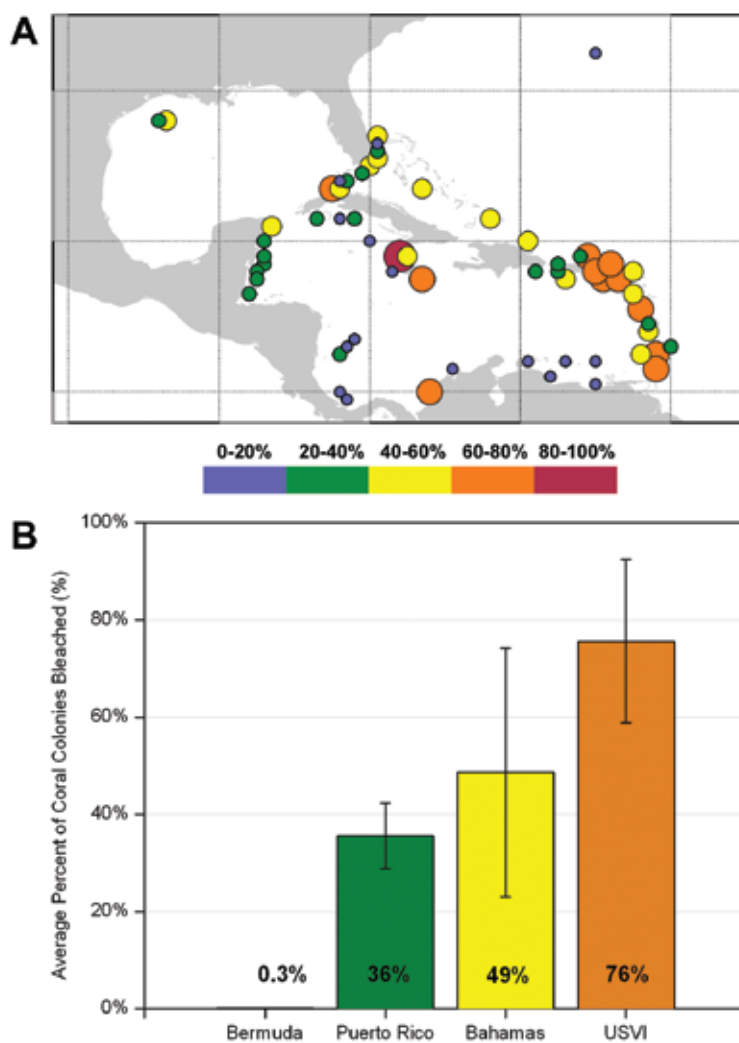 A
0-20% 20-40% 40-60% 60-80% 80-100%
B
Average Percent of Coral Colonies Bleached (%)
100%
80%
60%
40%
20%
0%
0.3% 36% 49% 76%
Bermuda Puerto Rico Bahamas USVI